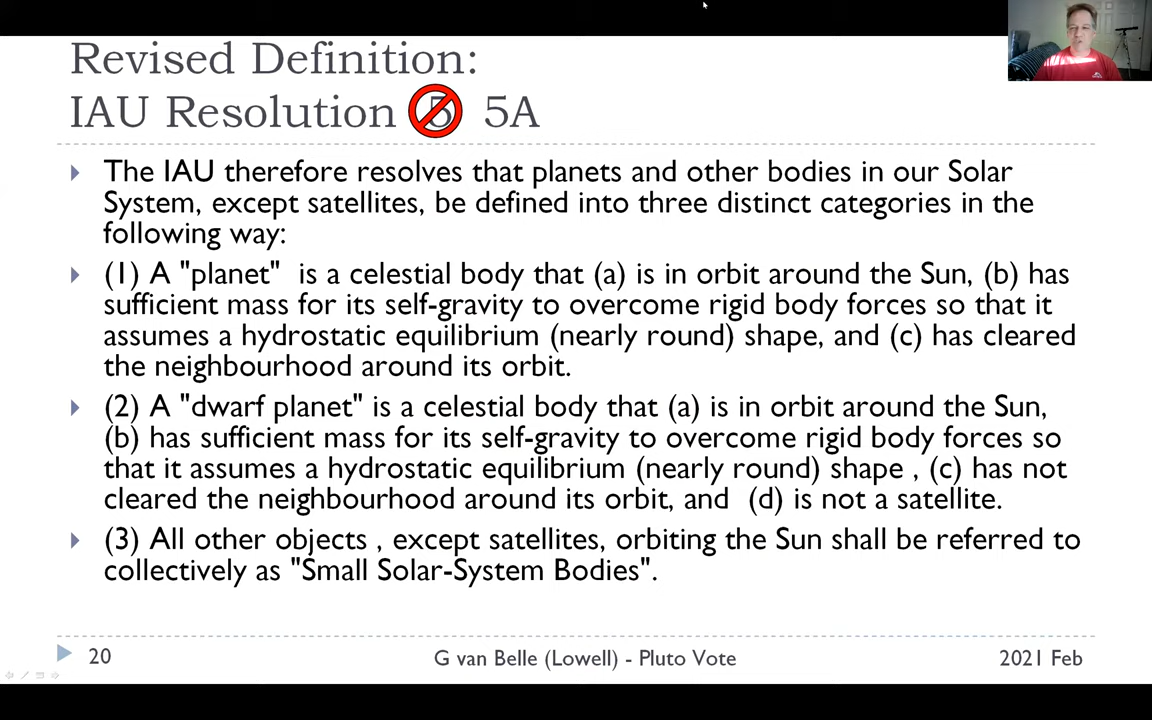 Revised Definition:
IAU Resolution 5 5A
The IAU therefore resolves that planets and other bodies in our Solar
System, except satellites, be defined into three distinct categories in the
following way:
(1) A "planet"  is a celestial body that (a) is in orbit around the Sun, (b) has
sufficient mass for its self-gravity to overcome rigid body forces so that it
assumes a hydrostatic equilibrium (nearly round) shape, and (c) has cleared
the neighbourhood around its orbit.
(2) A "dwarf planet" is a celestial body that (a) is in orbit around the Sun,
(b) has sufficient mass for its self-gravity to overcome rigid body forces so
that it assumes a hydrostatic equilibrium (nearly round) shape , (c) has not
cleared the neighbourhood around its orbit, and  (d) is not a satellite.
(3) All other objects , except satellites, orbiting the Sun shall be referred to
collectively as "Small Solar-System Bodies".
20 G van Belle (Lowell) - Pluto Vote 2021 Feb